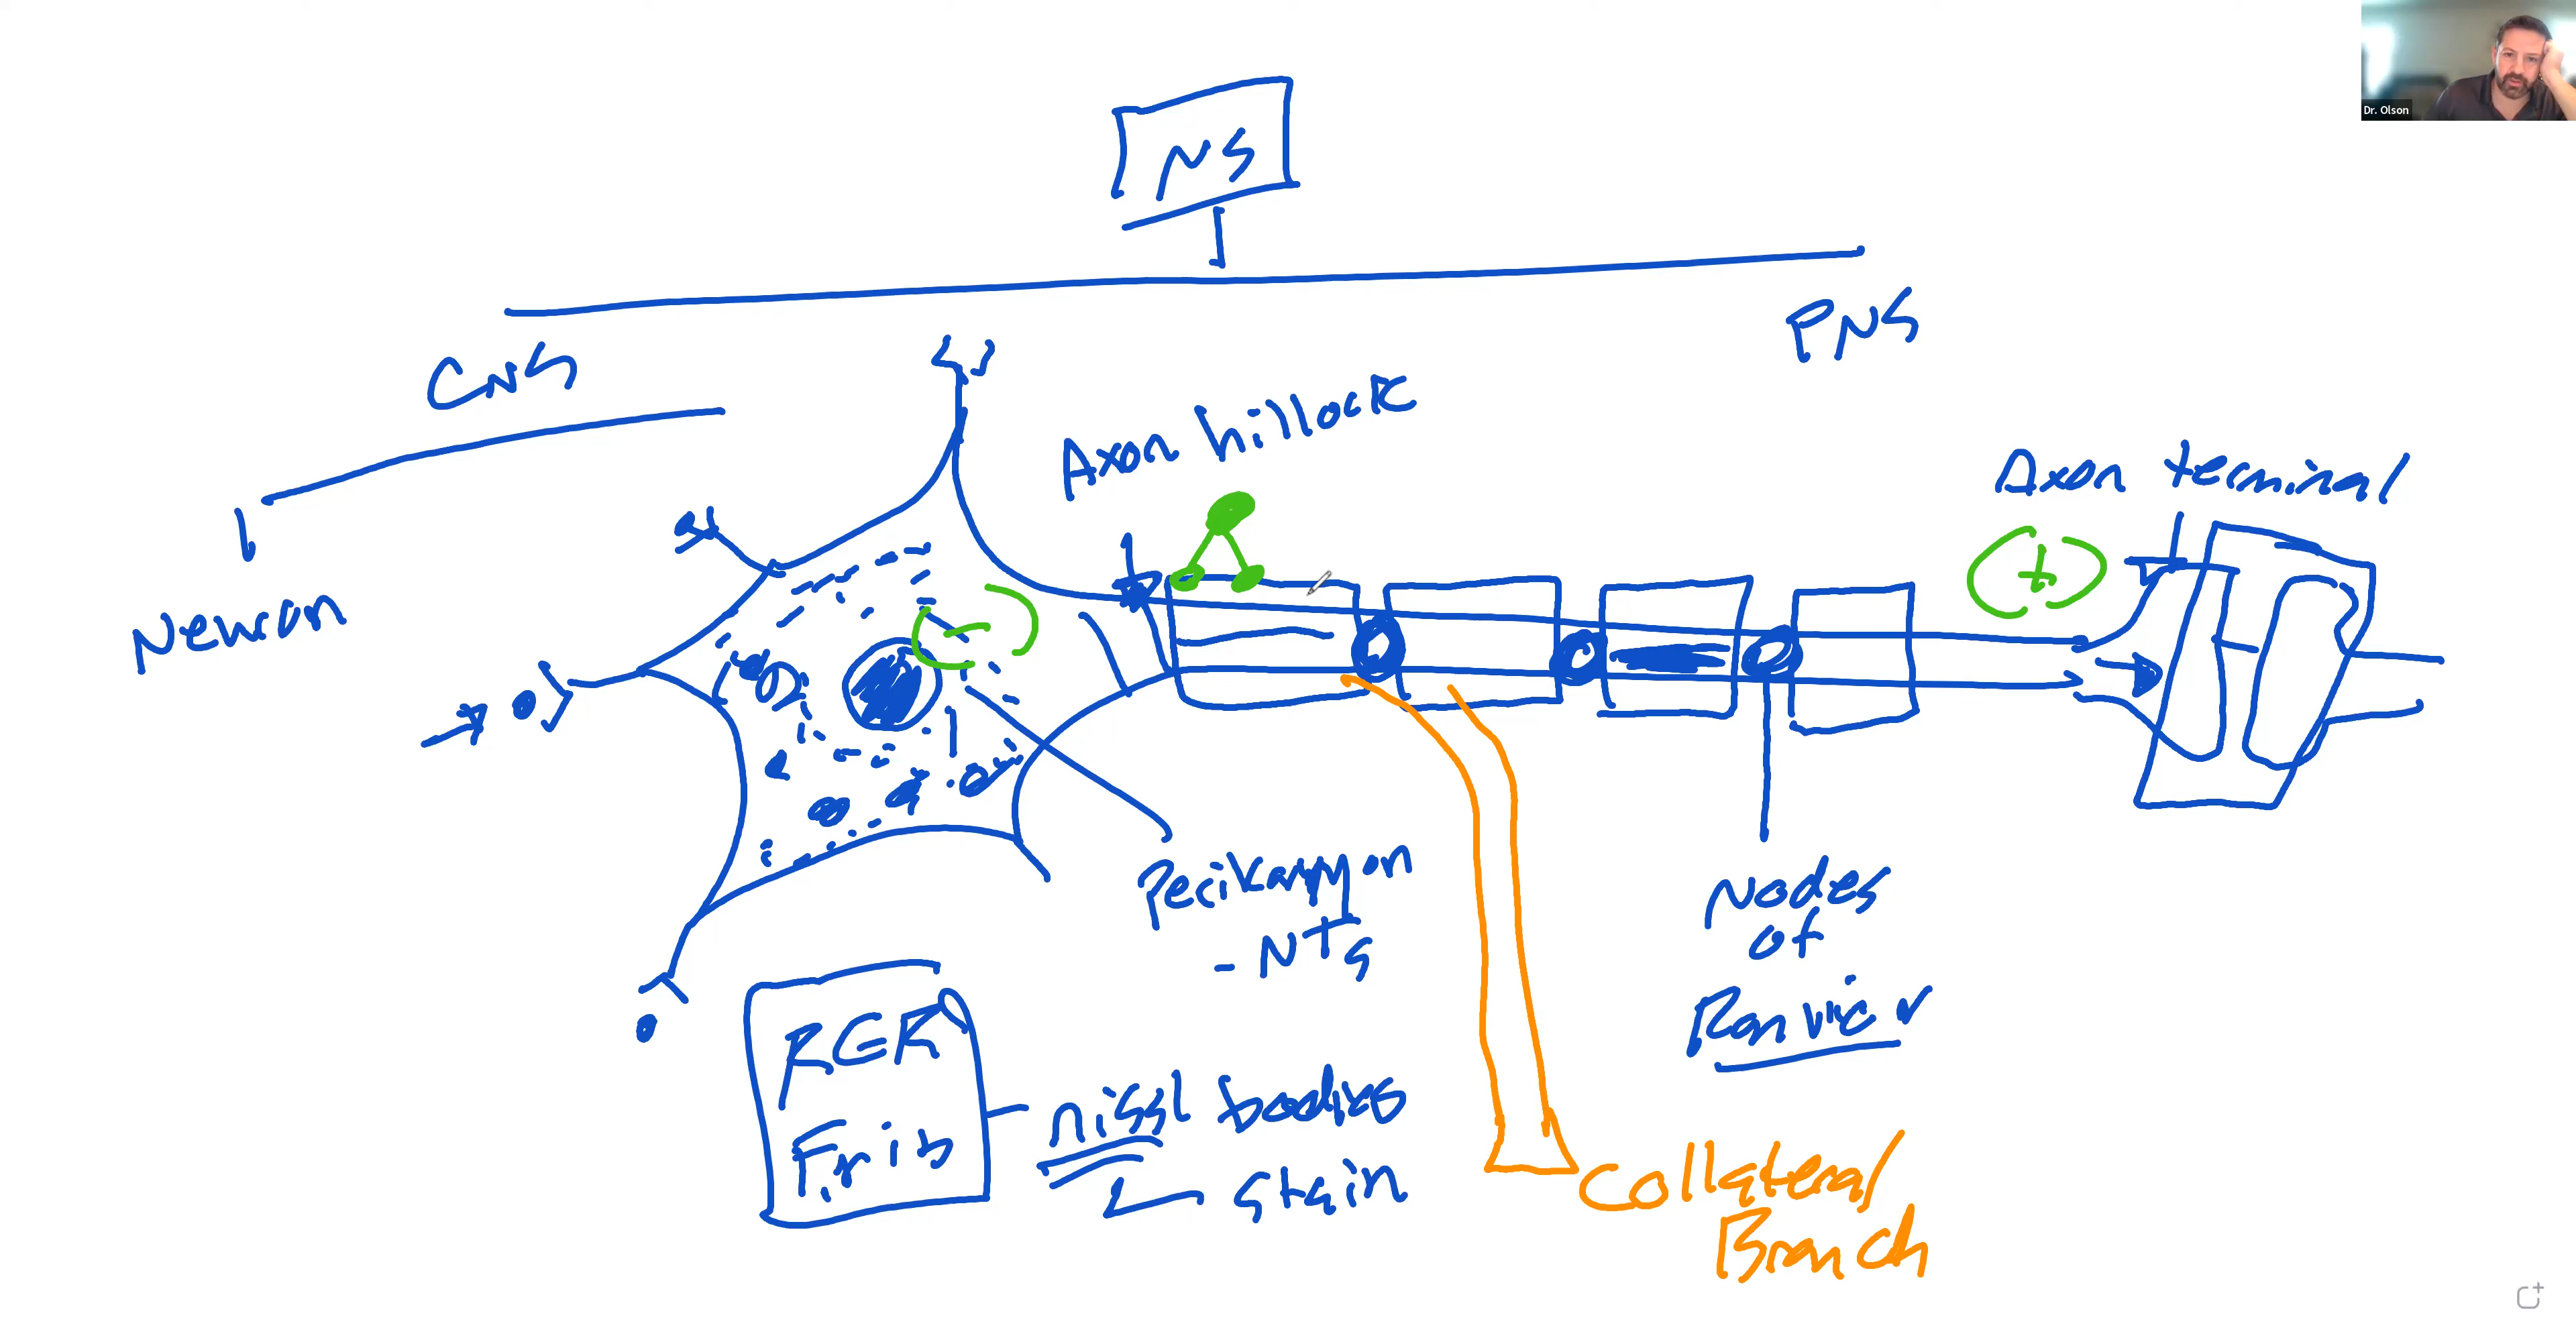 Dr. Olson
NS
CNS
PNS
Axon hillock
Axon terminal
(+)
Neuron
(-)
Perikaryon
- NTs
Nodes
of
Ranvier
RER
Frib
nissl bodies
stain
Collateral
Branch